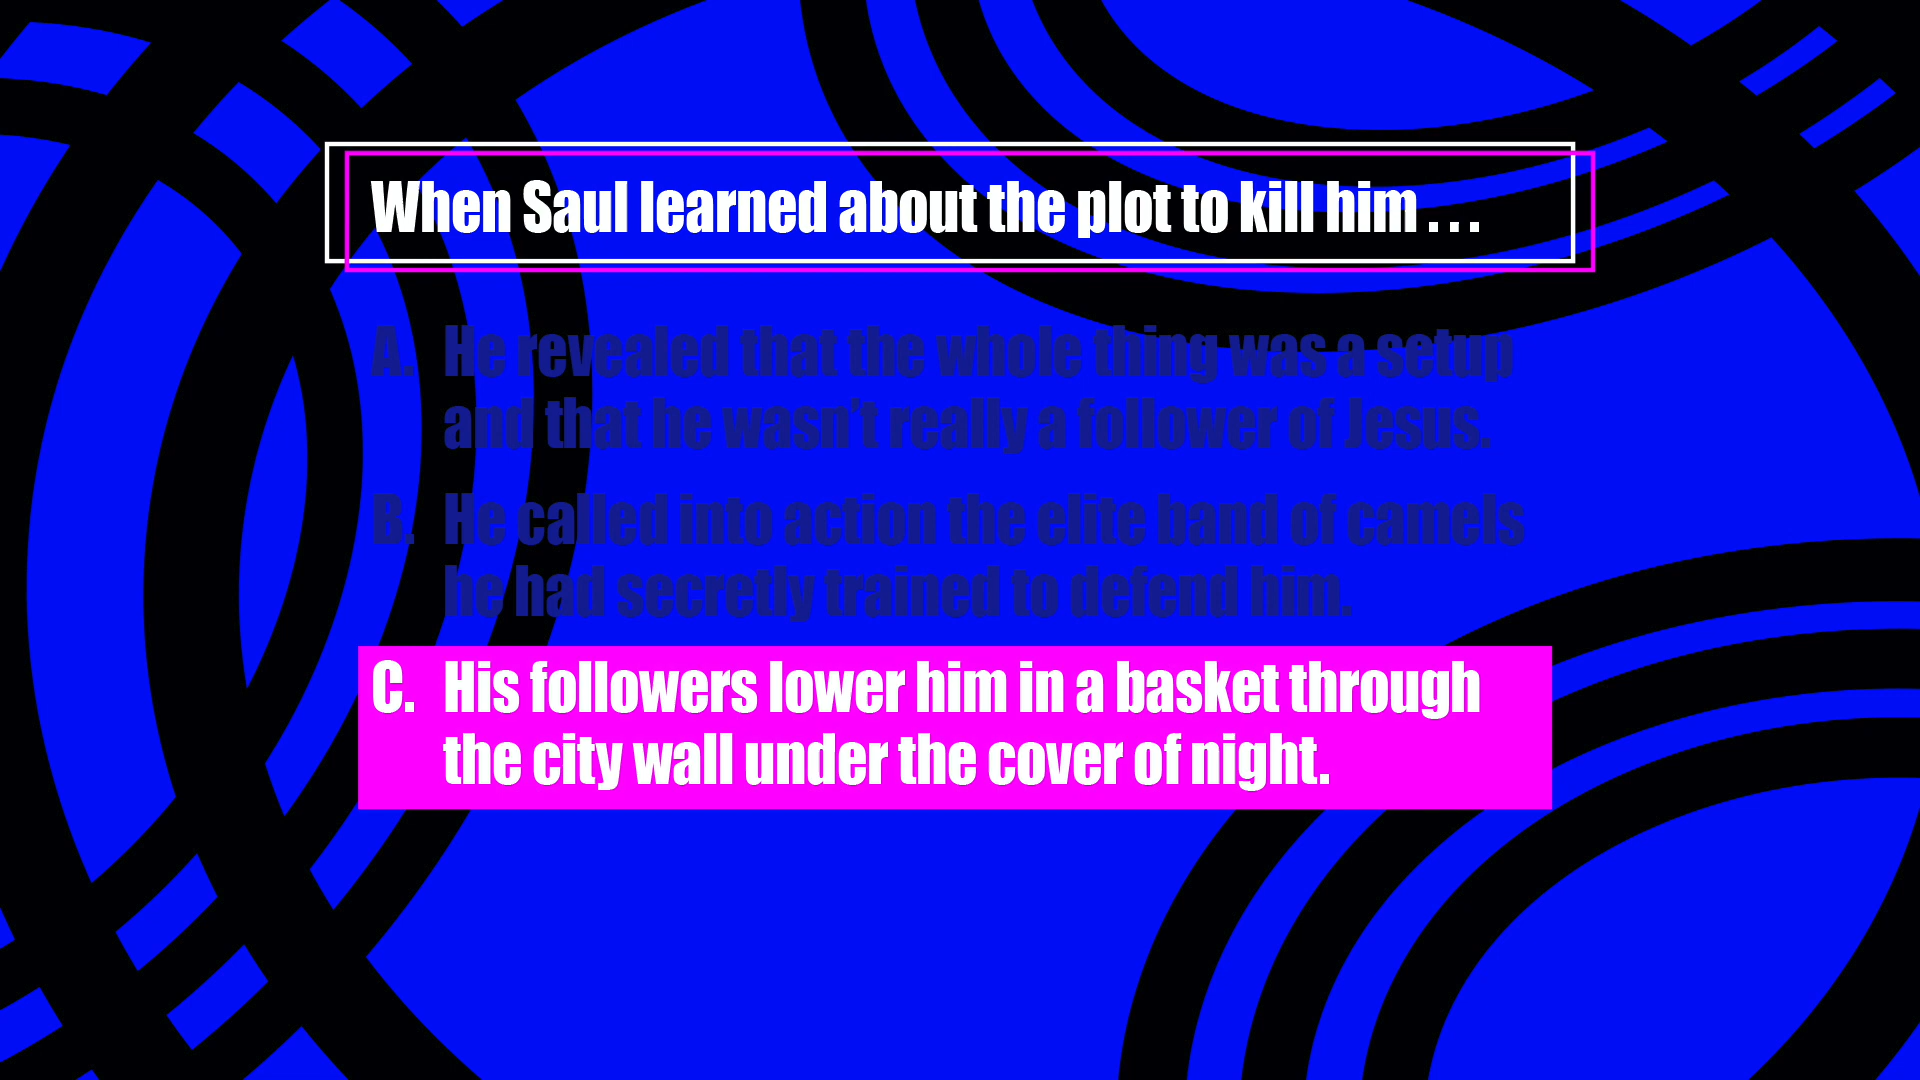 When Saul learned about the plot to kill him . . .
A. He revealed that the whole thing was a setup
and that he wasn't really a follower of Jesus.
B. He called into action the elite band of camels
he had secretly trained to defend him.
C. His followers lower him in a basket through
the city wall under the cover of night.